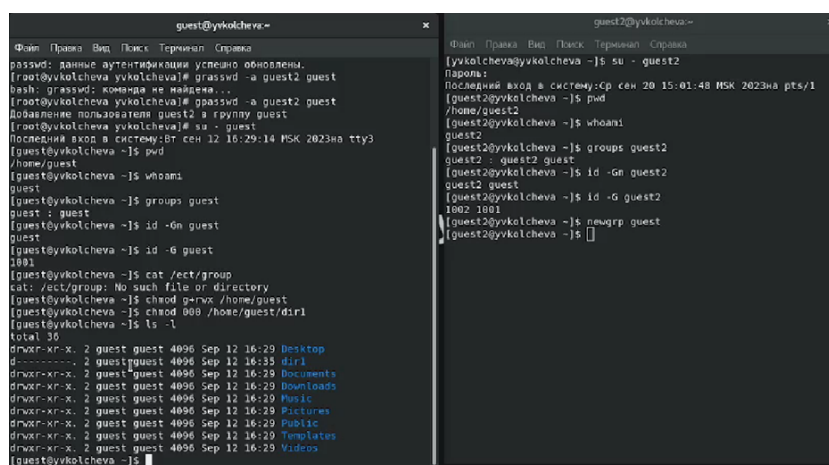 guest@yvkolcheva:~
Файл Правка Вид Поиск Терминал Справка
passwd: данные аутентификации успешно обновлены.
[root@yvkolcheva yvkolcheva]# grasswd -a guest2 guest
bash: grasswd: команда не найдена...
[root@yvkolcheva yvkolcheva]# gpasswd -a guest2 guest
Добавление пользователя guest2 в группу guest
[root@yvkolcheva yvkolcheva]# su - guest
Последний вход в систему:Вт сен 12 16:29:14 MSK 2023на tty3
[guest@yvkolcheva ~]$ pwd
/home/guest
[guest@yvkolcheva ~]$ whoami
guest
[guest@yvkolcheva ~]$ groups guest
guest : guest
[guest@yvkolcheva ~]$ id -Gn guest
guest
[guest@yvkolcheva ~]$ id -G guest
1001
[guest@yvkolcheva ~]$ cat /ect/group
cat: /ect/group: No such file or directory
[guest@yvkolcheva ~]$ chmod g+rwx /home/guest
[guest@yvkolcheva ~]$ chmod 000 /home/guest/dir1
[guest@yvkolcheva ~]$ ls -l
total 36
drwxr-xr-x. 2 guest guest 4096 Sep 12 16:29 Desktop
d---------. 2 guest guest 4096 Sep 12 16:35 dir1
drwxr-xr-x. 2 guest guest 4096 Sep 12 16:29 Documents
drwxr-xr-x. 2 guest guest 4096 Sep 12 16:29 Downloads
drwxr-xr-x. 2 guest guest 4096 Sep 12 16:29 Music
drwxr-xr-x. 2 guest guest 4096 Sep 12 16:29 Pictures
drwxr-xr-x. 2 guest guest 4096 Sep 12 16:29 Public
drwxr-xr-x. 2 guest guest 4096 Sep 12 16:29 Templates
drwxr-xr-x. 2 guest guest 4096 Sep 12 16:29 Videos
[guest@yvkolcheva ~]$
guest2@yvkolcheva:~
Файл Правка Вид Поиск Терминал Справка
[yvkolcheva@yvkolcheva ~]$ su - guest2
Пароль:
Последний вход в систему:Ср сен 20 15:01:48 MSK 2023на pts/1
[guest2@yvkolcheva ~]$ pwd
/home/guest2
[guest2@yvkolcheva ~]$ whoami
guest2
[guest2@yvkolcheva ~]$ groups guest2
guest2 : guest2 guest
[guest2@yvkolcheva ~]$ id -Gn guest2
guest2 guest
[guest2@yvkolcheva ~]$ id -G guest2
1002 1001
[guest2@yvkolcheva ~]$ newgrp guest
[guest2@yvkolcheva ~]$